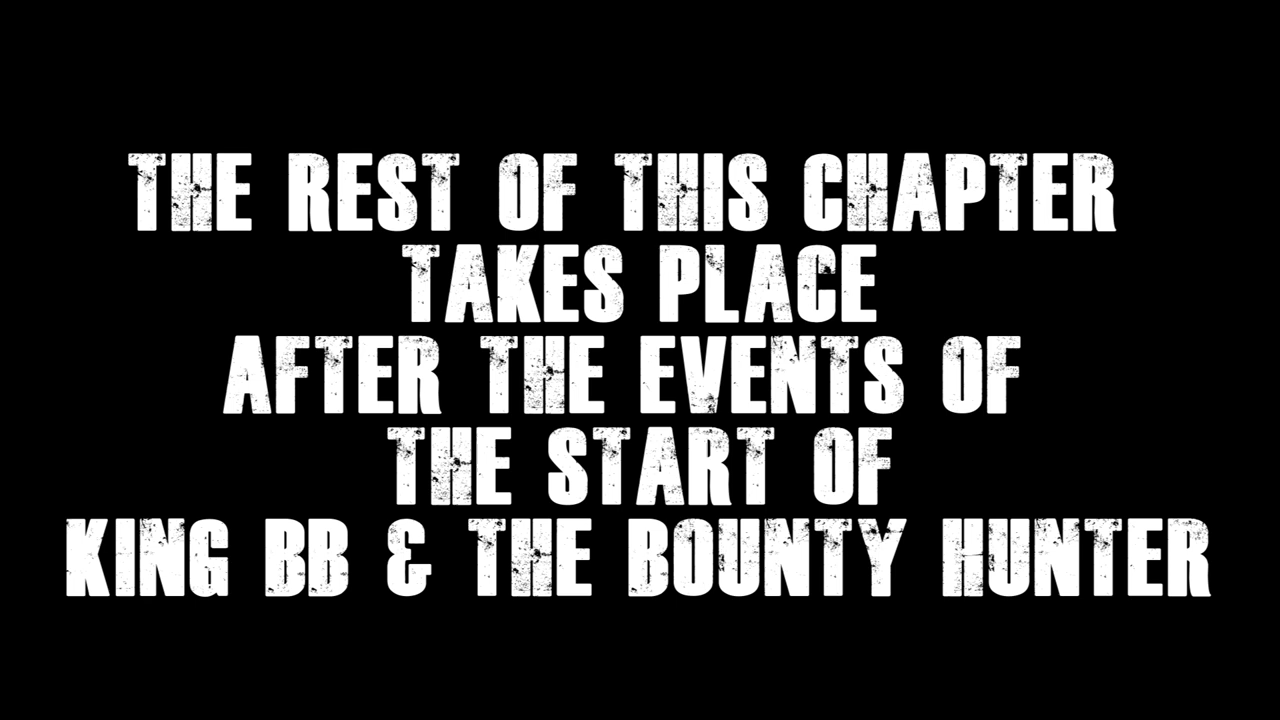 THE REST OF THIS CHAPTER
TAKES PLACE
AFTER THE EVENTS OF
THE START OF
KING BB & THE BOUNTY HUNTER